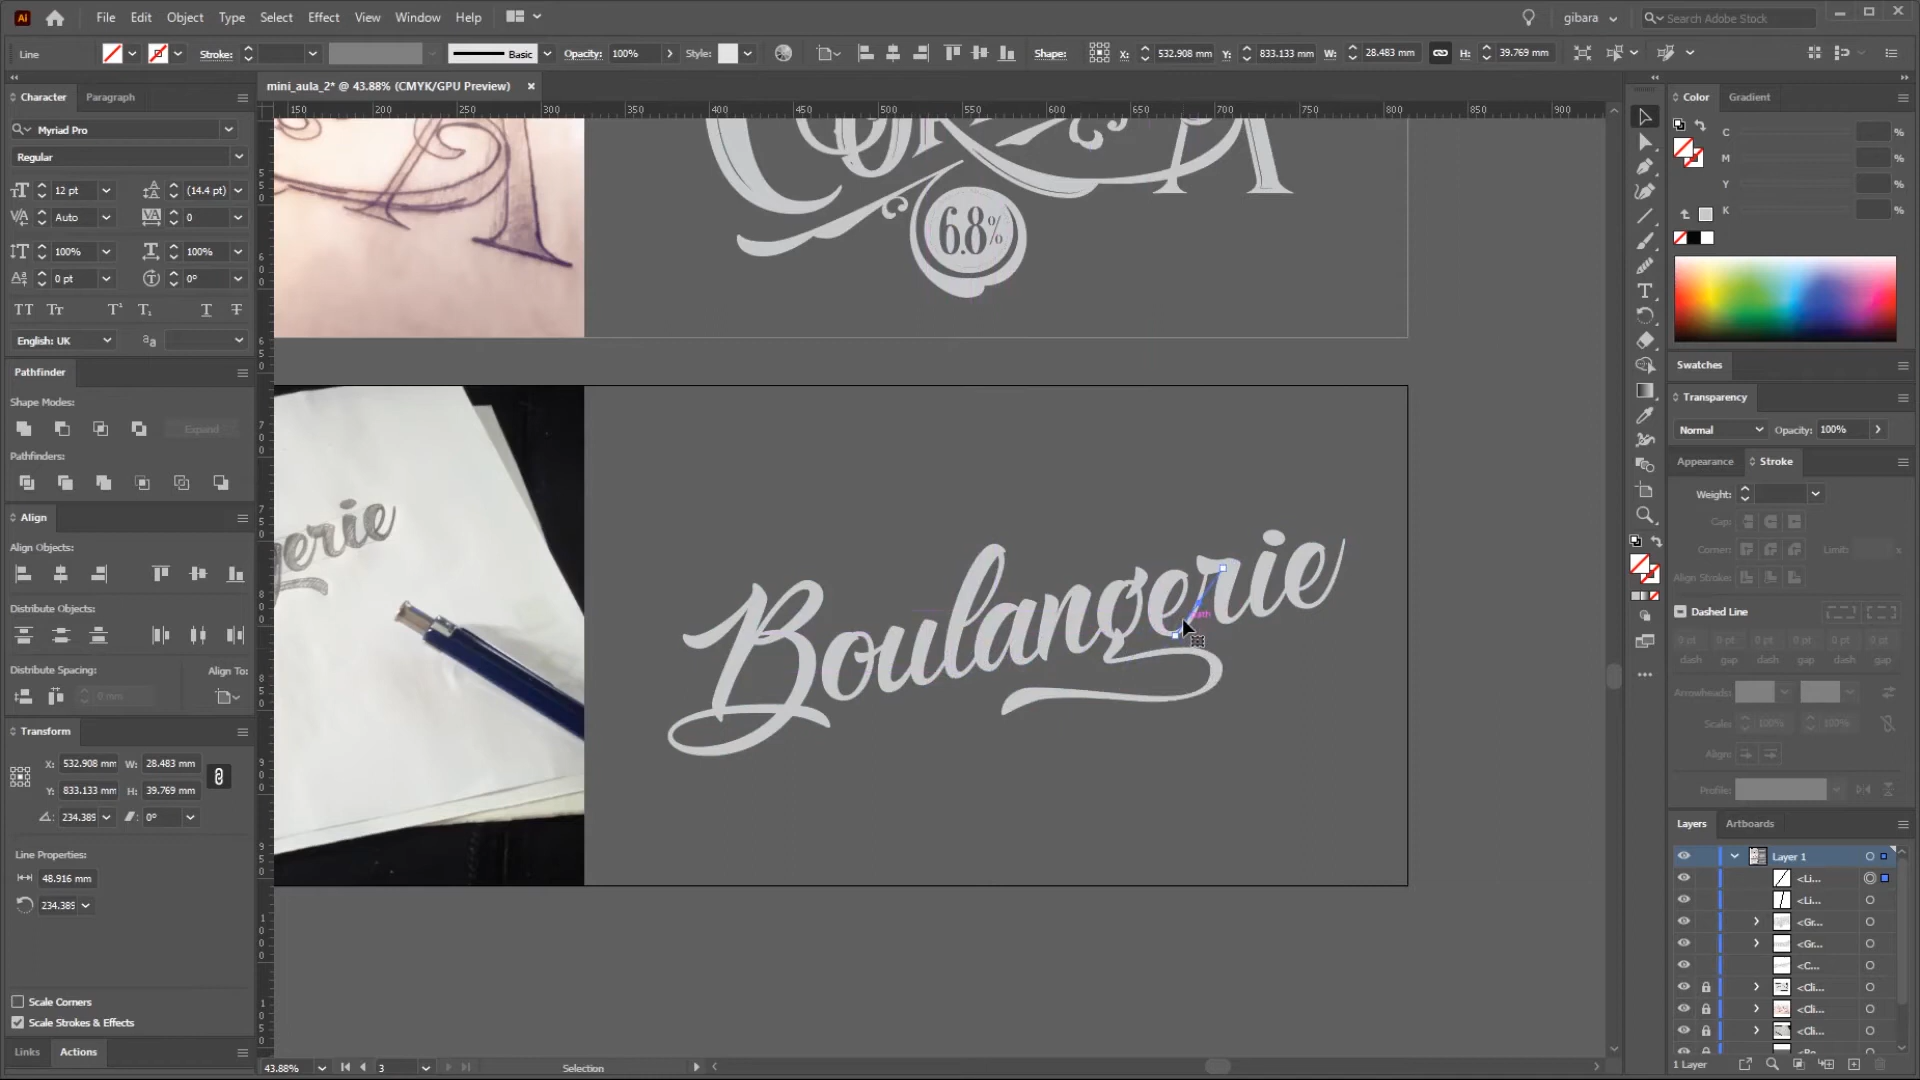 Ai File Edit Object Type Select Effect View Window Help gibara Search Adobe Stock
Line Stroke: Basic Opacity: 100% Style: Shape: X: 532.908 mm Y: 833.133 mm W: 28.483 mm H: 39.769 mm
mini_aula_2* @ 43.88% (CMYK/GPU Preview)
Character Paragraph
Myriad Pro
Regular
12 pt (14.4 pt)
Auto 0
100% 100%
0 pt 0°
English: UK
Pathfinder
Shape Modes:
Expand
Pathfinders:
Align
Align Objects:
Distribute Objects:
Distribute Spacing: Align To:
0 mm
Transform
X: 532.908 mm W: 28.483 mm
Y: 833.133 mm H: 39.769 mm
234.389 0°
Line Properties:
48.916 mm
234.389
Scale Corners
Scale Strokes & Effects
Links Actions
150 200 250 300 350 400 450 500 550 600 650 700 750 800 850 900
6.8%
gerie
Boulangerie
43.88% 3 Selection
Color Gradient
C %
M %
Y %
K %
Swatches
Transparency
Normal Opacity: 100%
Appearance Stroke
Weight:
Cap:
Corner: Limit: x
Align Stroke:
Dashed Line
0 pt 0 pt 0 pt 0 pt 0 pt 0 pt
dash gap dash gap dash gap
Arrowheads:
Scale: 100% 100%
Align:
Profile:
Layers Artboards
Layer 1
<Li...
<Li...
<Gr...
<Gr...
<C...
<Cli...
<Cli...
<Cli...
1 Layer